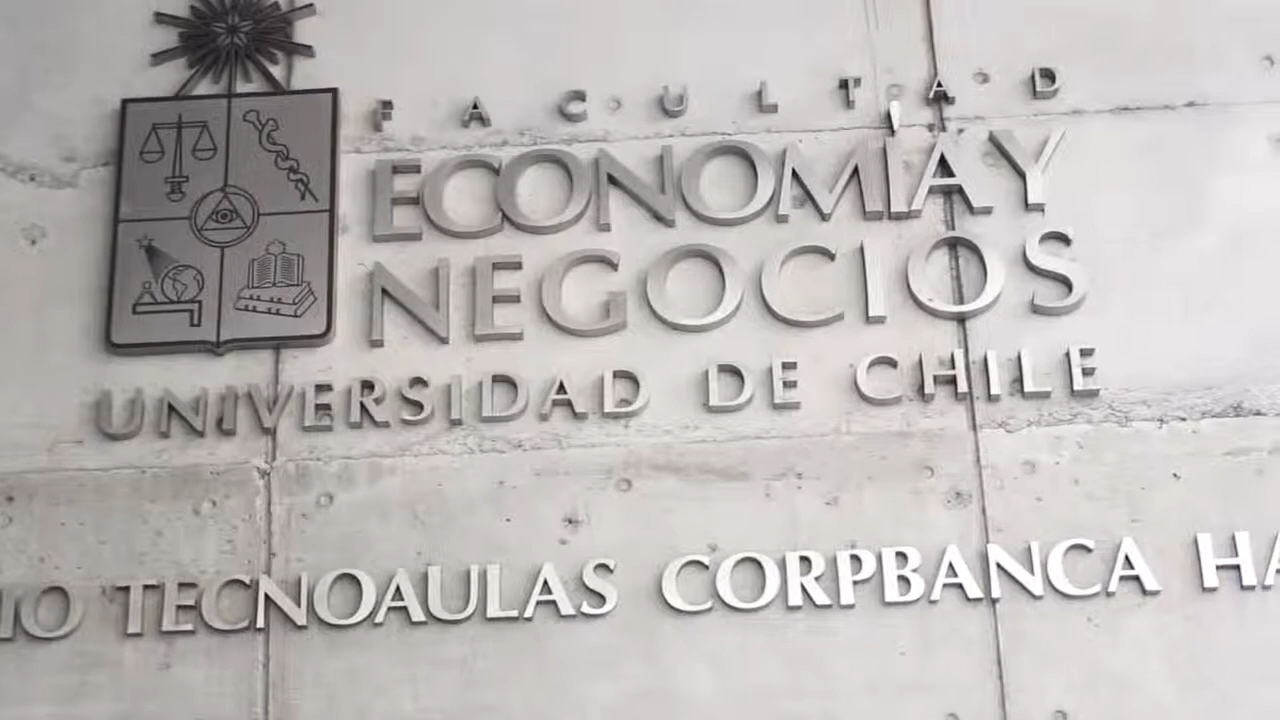 FACULTAD
ECONOMÍA Y
NEGOCIOS
UNIVERSIDAD DE CHILE
TECNOAULAS CORPBANCA